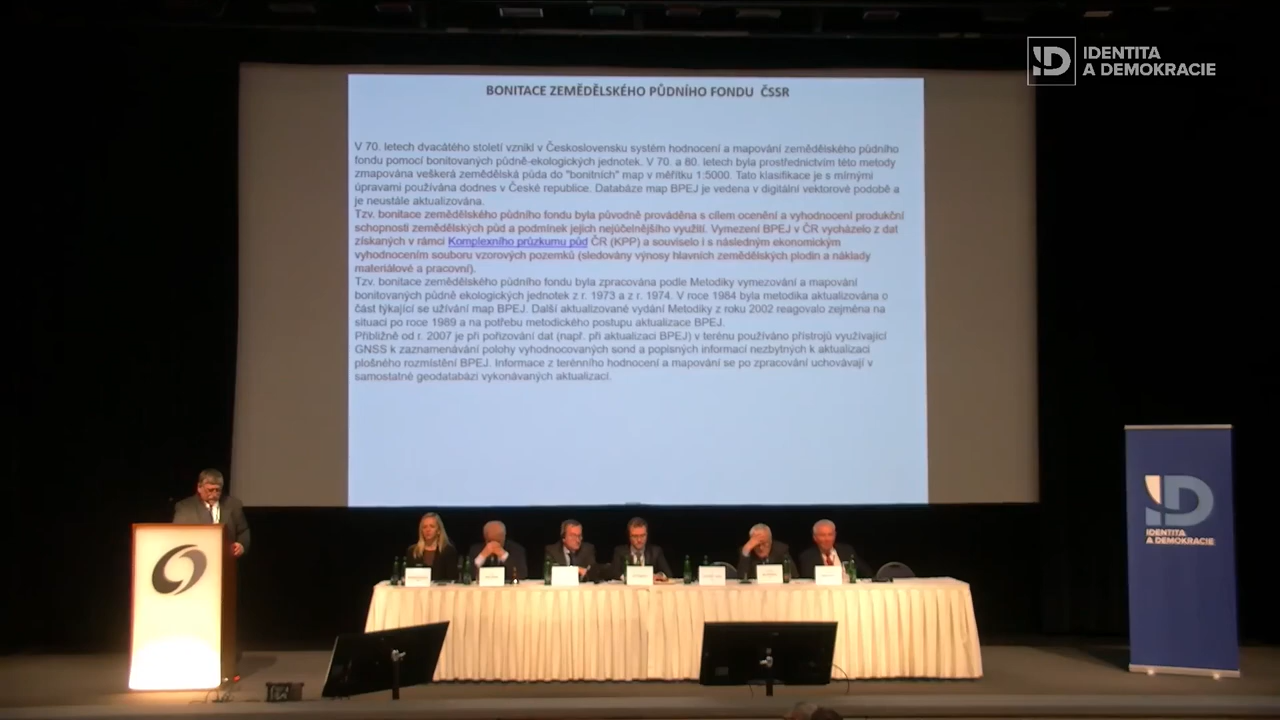 IDENTITA
A DEMOKRACIE
BONITACE ZEMĚDĚLSKÉHO PŮDNÍHO FONDU ČSSR
V 70. letech dvacátého století vznikl v Československu systém hodnocení a mapování zemědělského půdního
fondu pomocí bonitovaných půdně-ekologických jednotek. V 70. a 80. letech byla prostřednictvím této metody
zmapována veškerá zemědělská půda do "bonitních" map v měřítku 1:5000. Tato klasifikace je s mírnými
úpravami používána dodnes v České republice. Databáze map BPEJ je vedena v digitální vektorové podobě a
je neustále aktualizována.
Tzv. bonitace zemědělského půdního fondu byla původně prováděna s cílem ocenění a vyhodnocení produkční
schopnosti zemědělských půd a podmínek jejich nejúčelnějšího využití. Vymezení BPEJ v ČR vycházelo z dat
získaných v rámci Komplexního průzkumu půd ČR (KPP) a souviselo i s následným ekonomickým
vyhodnocením souboru vzorových pozemků (sledovány výnosy hlavních zemědělských plodin a náklady
materiálové a pracovní).
Tzv. bonitace zemědělského půdního fondu byla zpracována podle Metodiky vymezování a mapování
bonitovaných půdně ekologických jednotek z r. 1973 a z r. 1974. V roce 1984 byla metodika aktualizována o
část týkající se užívání map BPEJ. Další aktualizované vydání Metodiky z roku 2002 reagovalo zejména na
situaci po roce 1989 a na potřebu metodického postupu aktualizace BPEJ.
Přibližně od r. 2007 je při pořizování dat (např. při aktualizaci BPEJ) v terénu používáno přístrojů využívající
GNSS k zaznamenávání polohy vyhodnocovaných sond a popisných informací nezbytných k aktualizaci
plošného rozmístění BPEJ. Informace z terénního hodnocení a mapování se po zpracování uchovávají v
samostatné geodatabázi vykonávaných aktualizací.
IDENTITA
A DEMOKRACIE